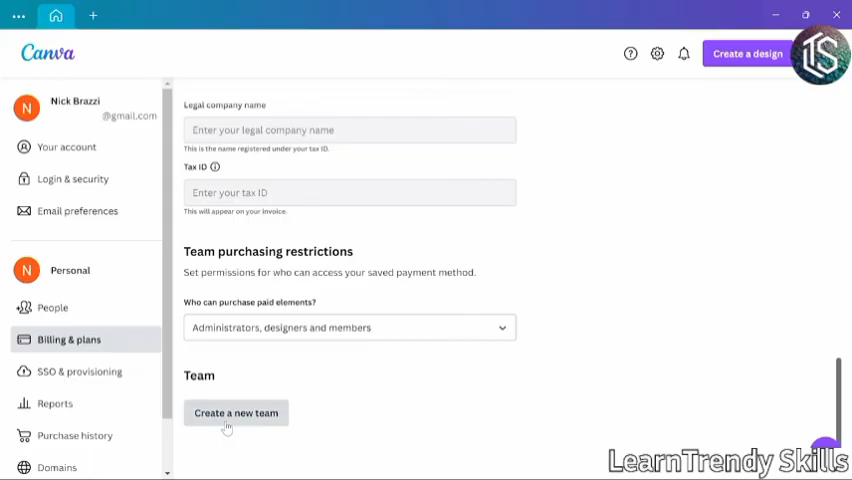 Canva
Create a design
TS
N
Nick Brazzi
@gmail.com
Your account
Login & security
Email preferences
N
Personal
People
Billing & plans
SSO & provisioning
Reports
Purchase history
Domains
Legal company name
Enter your legal company name
This is the name registered under your tax ID.
Tax ID
Enter your tax ID
This will appear on your invoice.
Team purchasing restrictions
Set permissions for who can access your saved payment method.
Who can purchase paid elements?
Administrators, designers and members
Team
Create a new team
LearnTrendy Skills